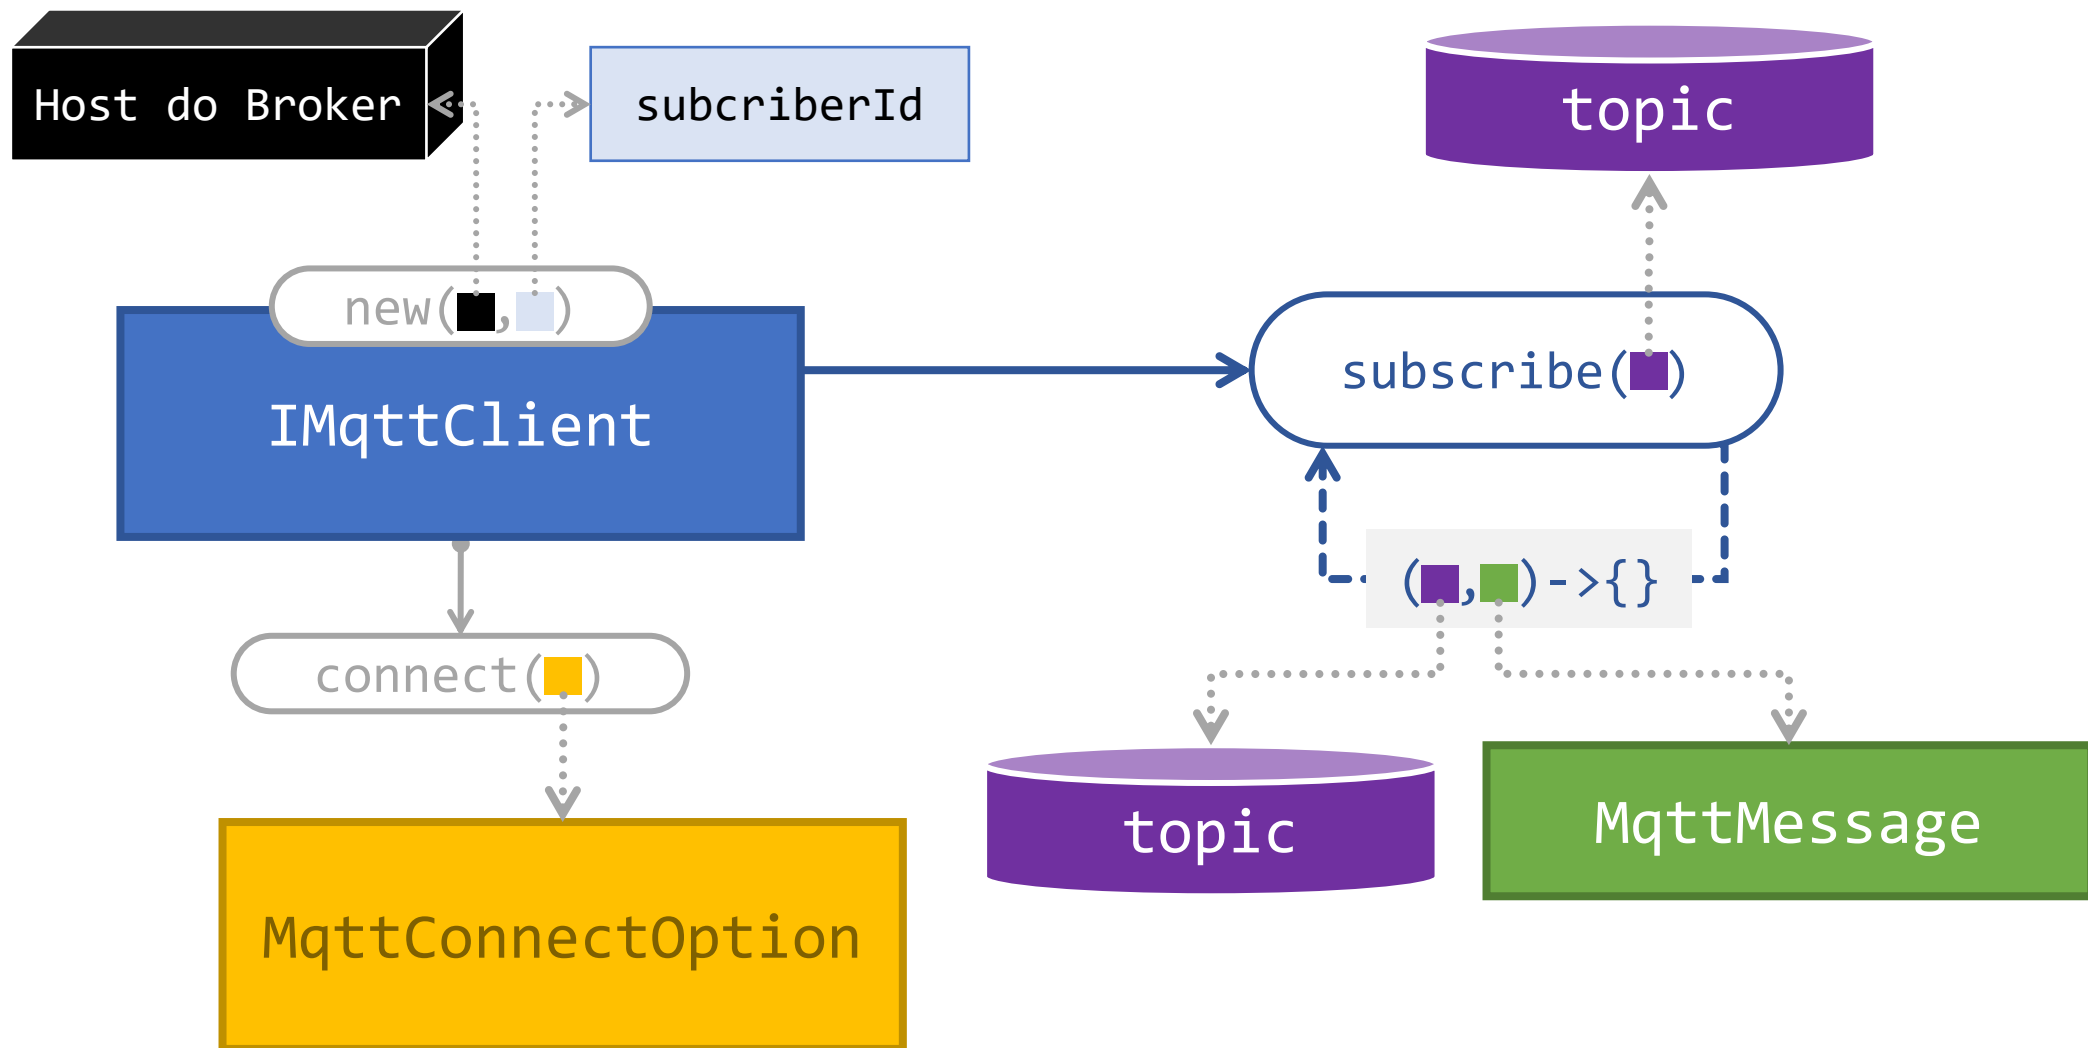 Host do Broker
subcriberId
topic
new( , )
subscribe( )
IMqttClient
( , )->{}
connect( )
topic
MqttMessage
MqttConnectOption